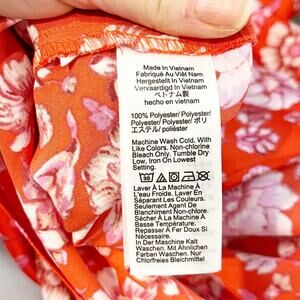 Made In Vietnam
Fabriqué Au Viêt Nam
Vervaardigd In Vietnam
ベトナム製
hecho en vietnam
100% Polyester/ Polyester/
Polyester/ Polyester/ ポリ
エステル/ poliéster
Machine Wash Cold. With
Like Colors. Non-chlorine
Bleach Only. Tumble Dry
Low. Iron On Lowest
Setting.
Laver À La Machine À
L'eau Froide. Laver En
Séparant Les Couleurs.
Seulement Agent De
Blanchiment Non Chloré.
Sécher À La Machine À
Basse Température.
Repasser À Fer Doux Si
Nécessaire.
In Der Maschine Kalt
Waschen. Mit Ähnlichen
Farben Waschen. Nur
Chlorfreies Bleichmittel